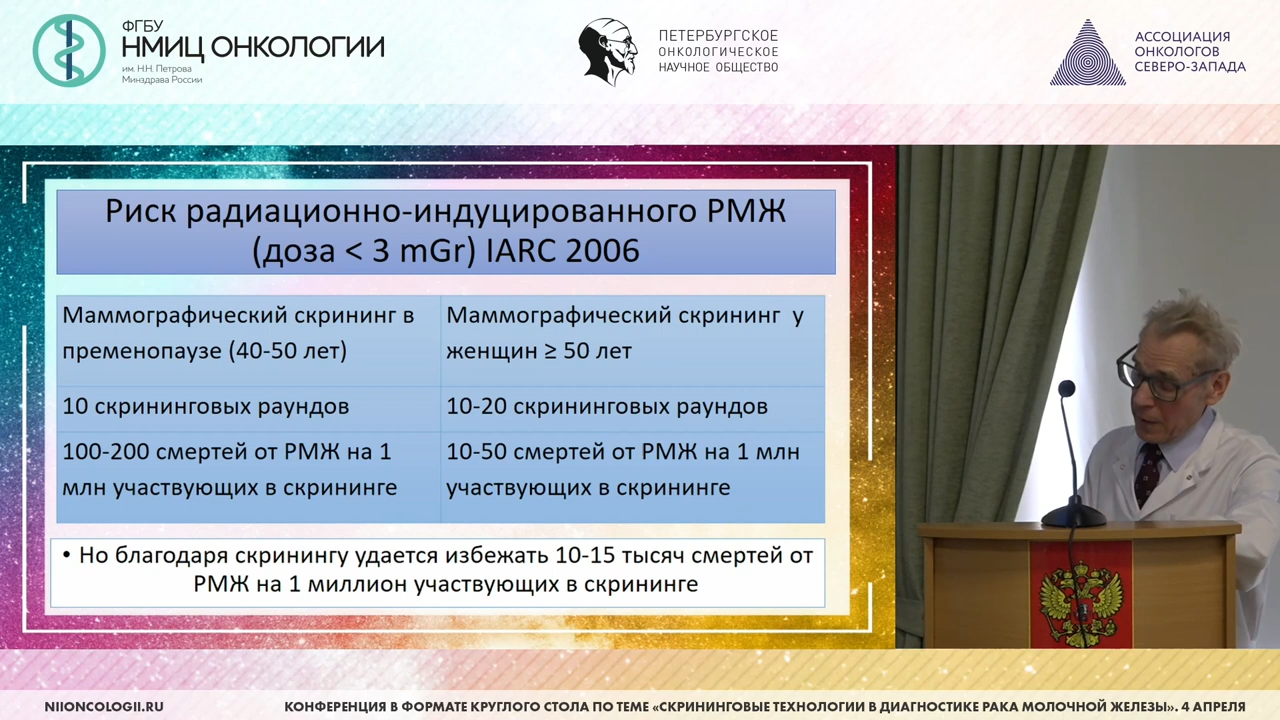 ФГБУ
НМИЦ ОНКОЛОГИИ
им. Н.Н. Петрова
Минздрава России
ПЕТЕРБУРГСКОЕ
ОНКОЛОГИЧЕСКОЕ
НАУЧНОЕ ОБЩЕСТВО
АССОЦИАЦИЯ
ОНКОЛОГОВ
СЕВЕРО-ЗАПАДА
Риск радиационно-индуцированного РМЖ
(доза < 3 mGr) IARC 2006
Маммографический скрининг в
пременопаузе (40-50 лет)
Маммографический скрининг у
женщин ≥ 50 лет
10 скрининговых раундов
10-20 скрининговых раундов
100-200 смертей от РМЖ на 1
млн участвующих в скрининге
10-50 смертей от РМЖ на 1 млн
участвующих в скрининге
• Но благодаря скринингу удается избежать 10-15 тысяч смертей от
РМЖ на 1 миллион участвующих в скрининге
NIIONCOLOGII.RU
КОНФЕРЕНЦИЯ В ФОРМАТЕ КРУГЛОГО СТОЛА ПО ТЕМЕ «СКРИНИНГОВЫЕ ТЕХНОЛОГИИ В ДИАГНОСТИКЕ РАКА МОЛОЧНОЙ ЖЕЛЕЗЫ». 4 АПРЕЛЯ